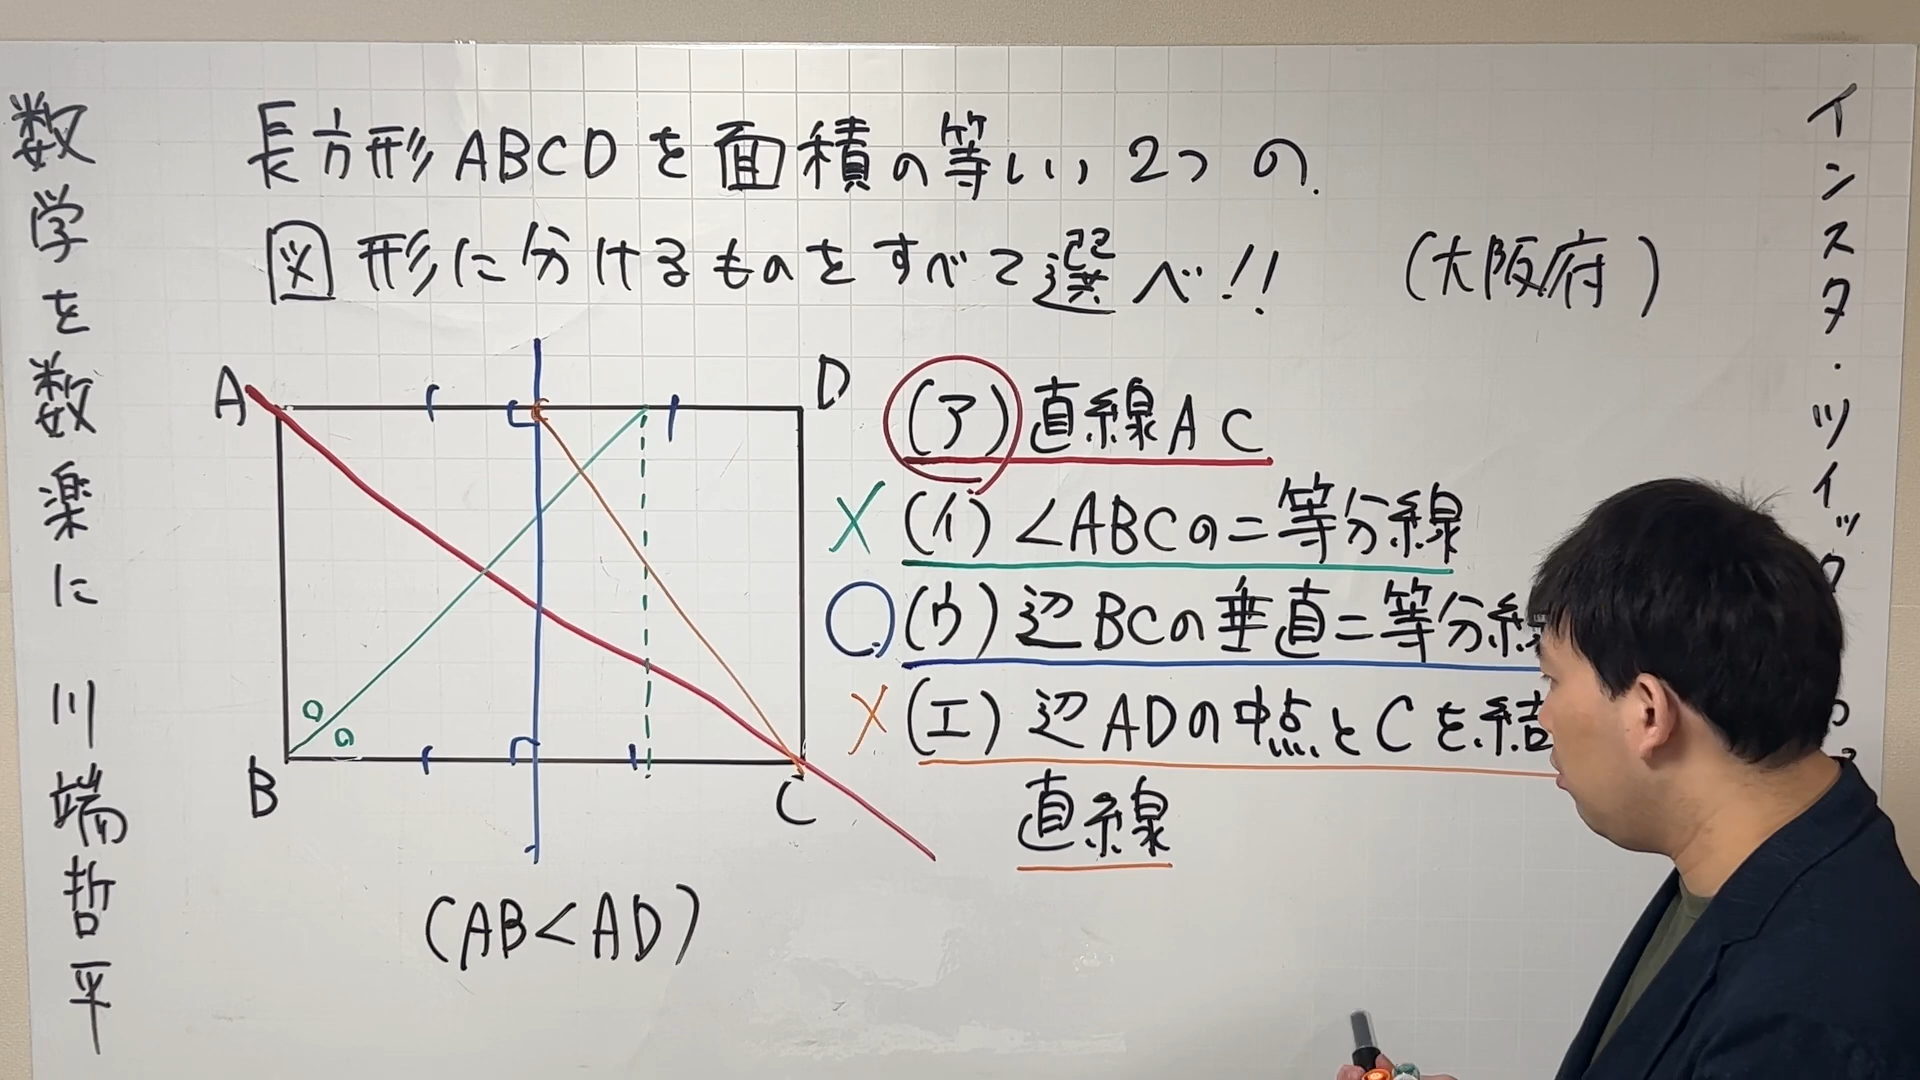 長方形ABCDを面積の等しい2つの
図形に分けるものをすべて選べ!!
(大阪府)
A
D
B
C
(AB<AD)
(ア)直線AC
×(イ)∠ABCの二等分線
○(ウ)辺BCの垂直二等分線
×(エ)辺ADの中点とCを結
直線
数学を数楽に 川端哲平
インスタ・ツイッ